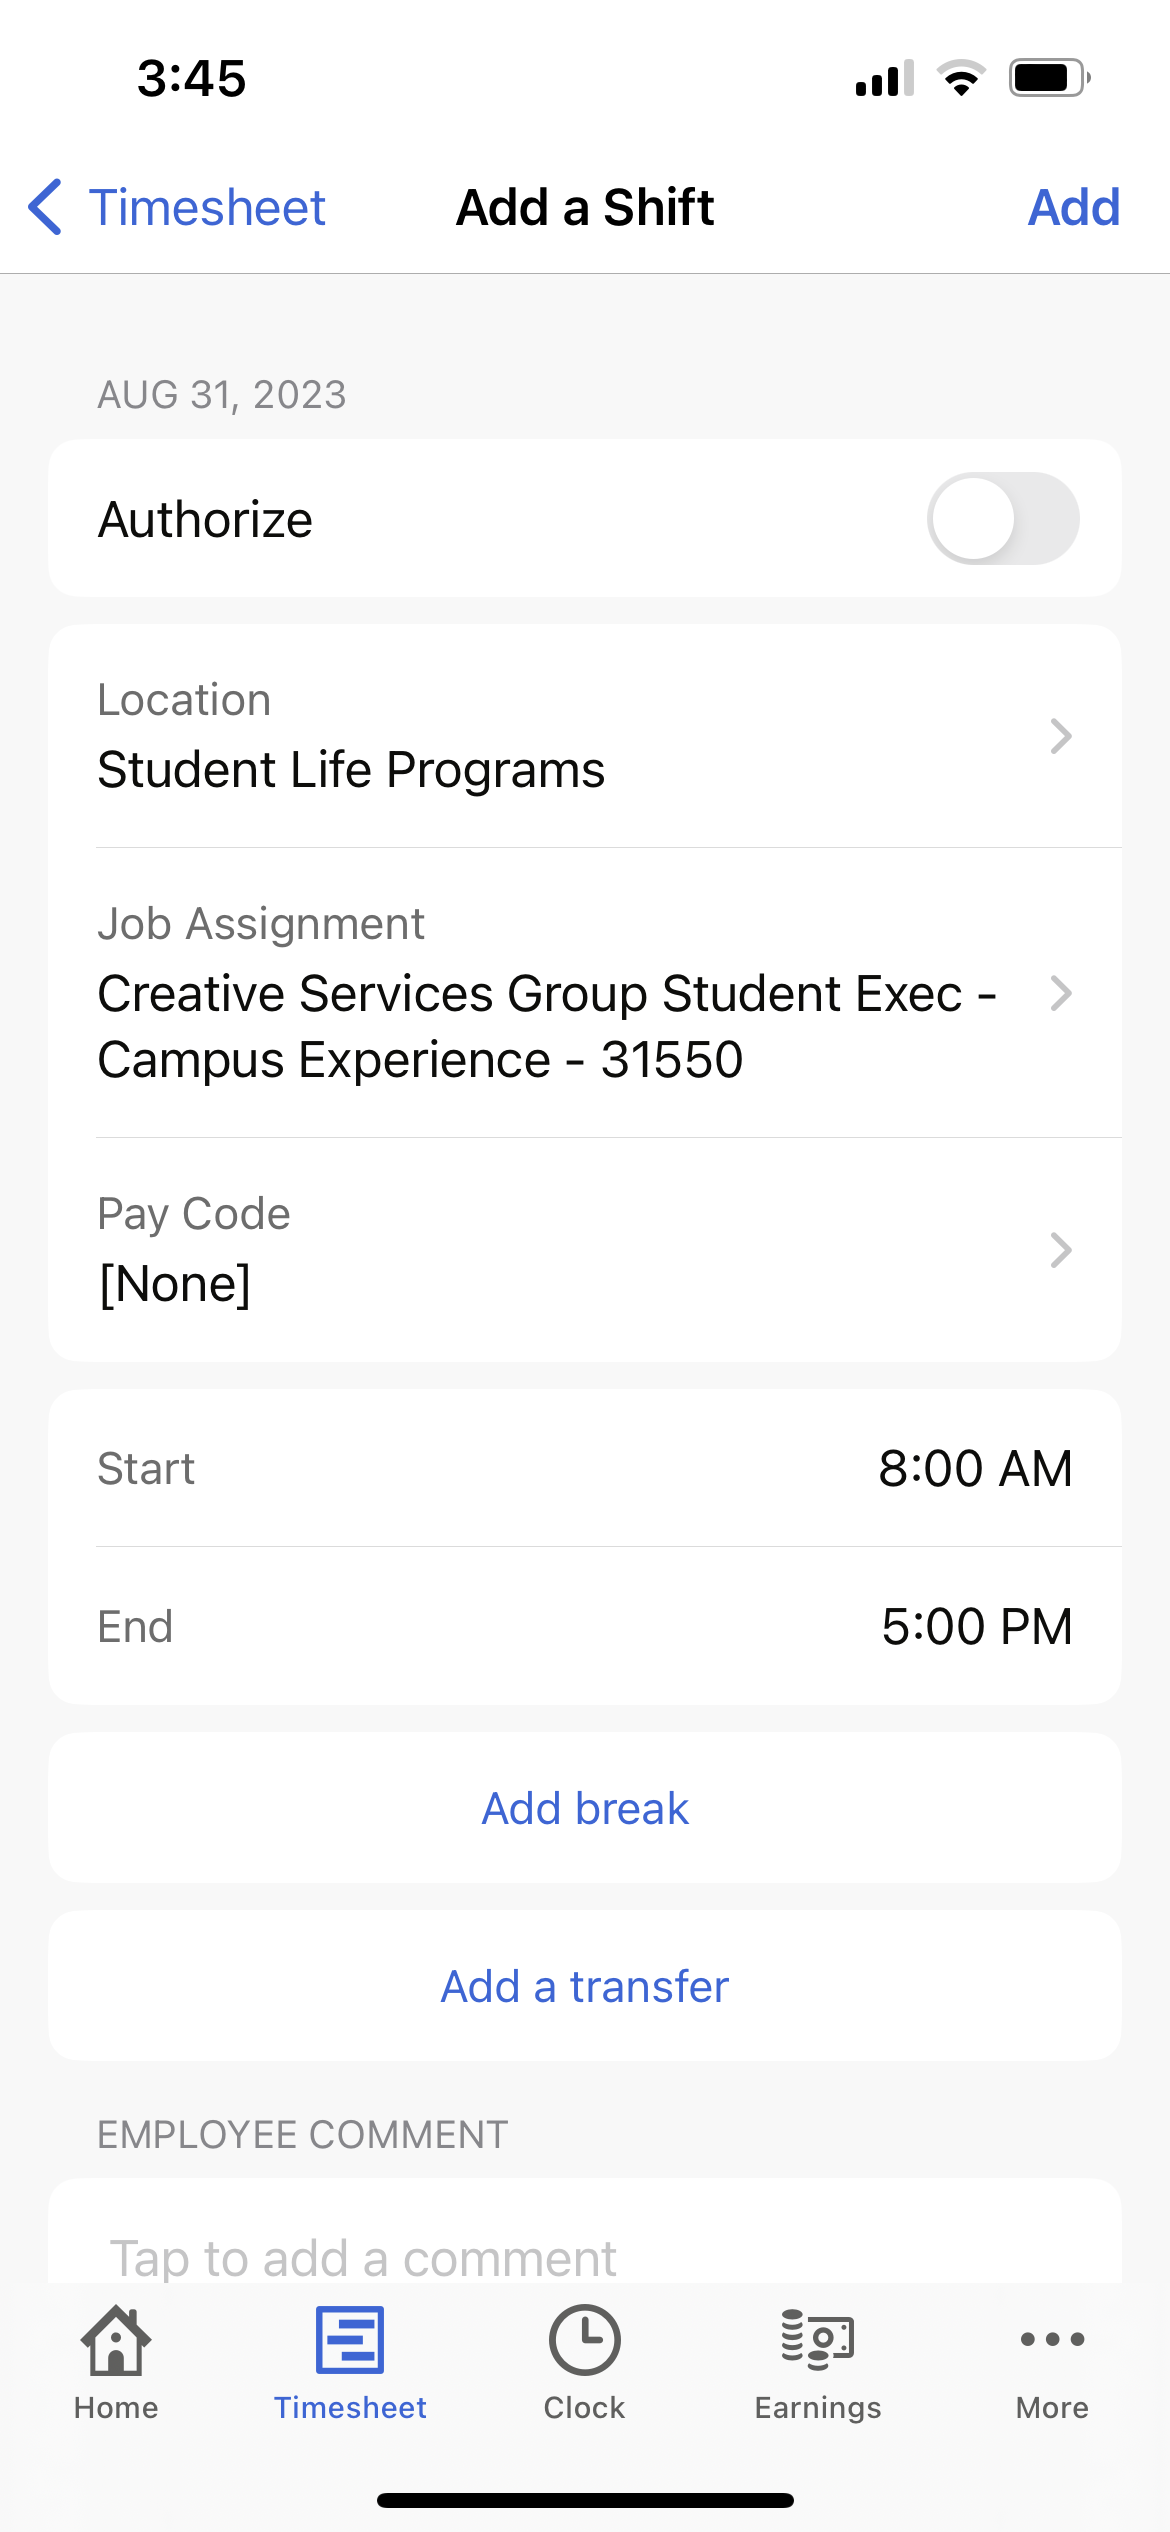 3:45
Timesheet
Add a Shift
Add
AUG 31, 2023
Authorize
Location
Student Life Programs
Job Assignment
Creative Services Group Student Exec -
Campus Experience - 31550
Pay Code
[None]
Start
8:00 AM
End
5:00 PM
Add break
Add a transfer
EMPLOYEE COMMENT
Tap to add a comment
Home
Timesheet
Clock
Earnings
More